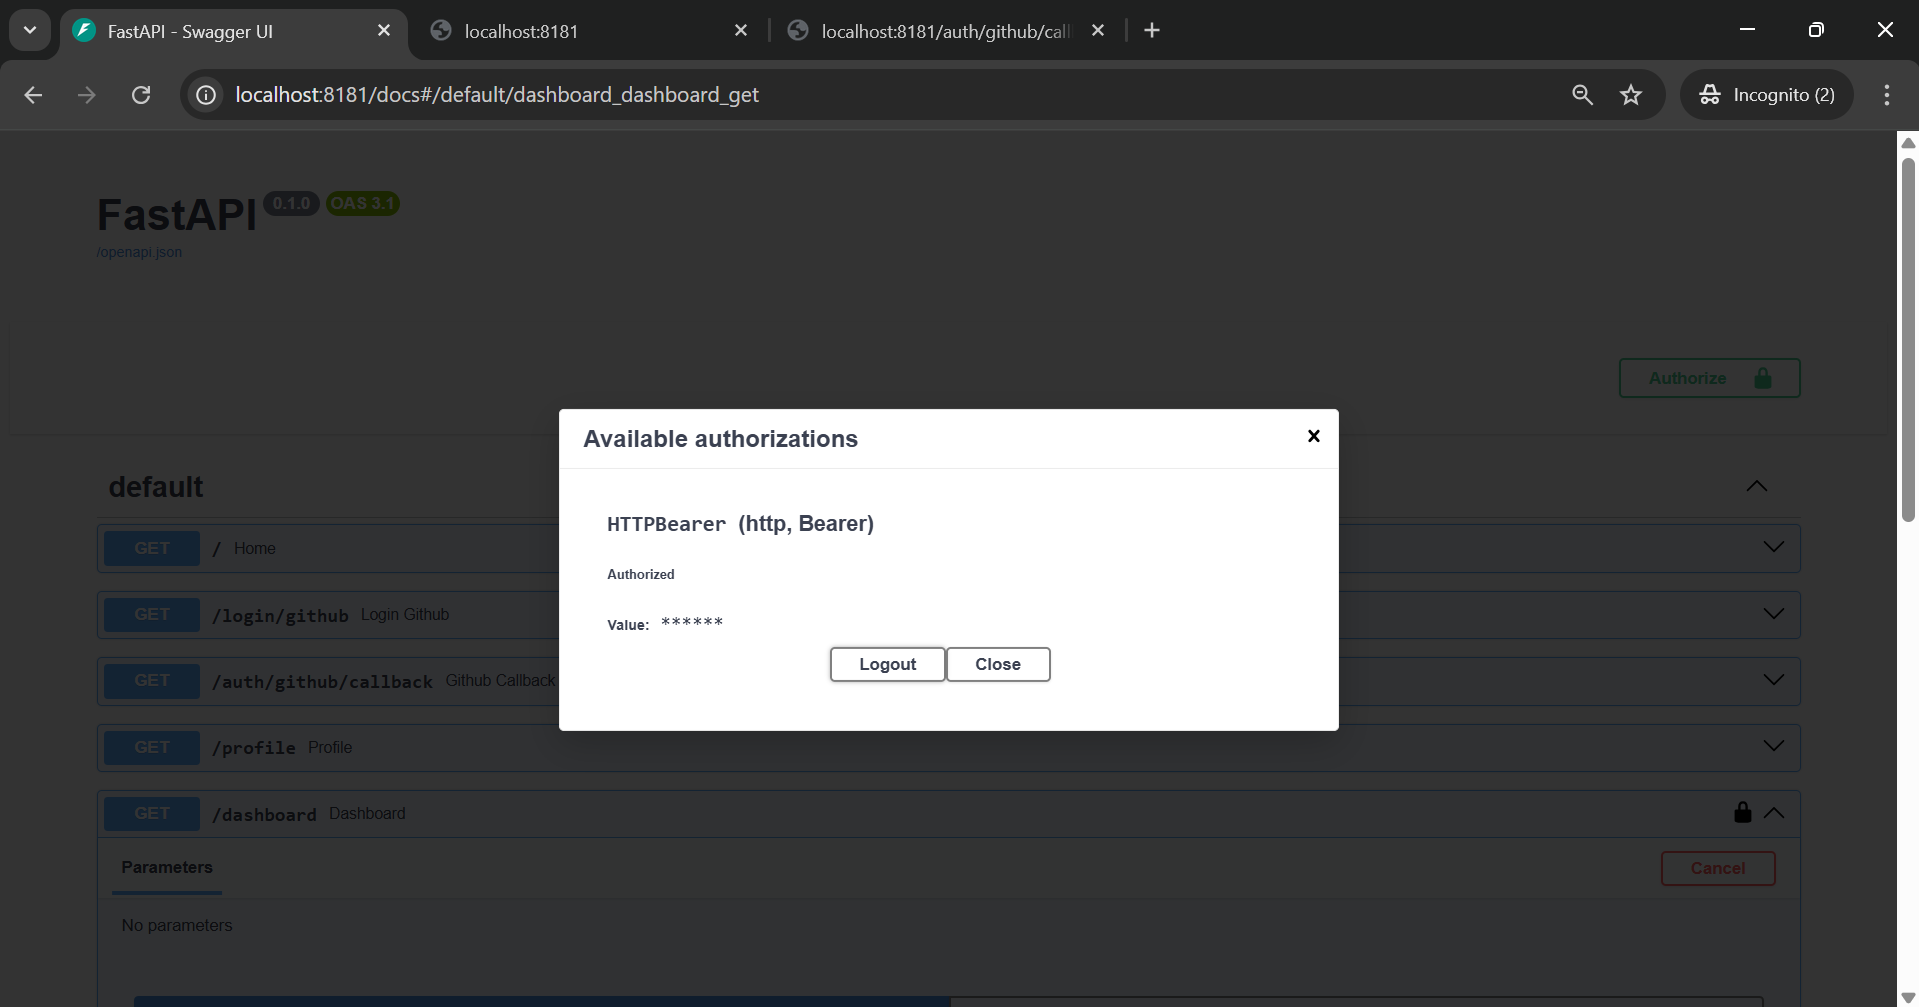 FastAPI - Swagger UI
localhost:8181
localhost:8181/auth/github/call
localhost:8181/docs#/default/dashboard_dashboard_get
Incognito (2)
FastAPI 0.1.0 OAS 3.1
/openapi.json
Authorize
Available authorizations
default
HTTPBearer (http, Bearer)
GET / Home
Authorized
GET /login/github Login Github
Value: ******
Logout Close
GET /auth/github/callback Github Callback
GET /profile Profile
GET /dashboard Dashboard
Parameters
Cancel
No parameters